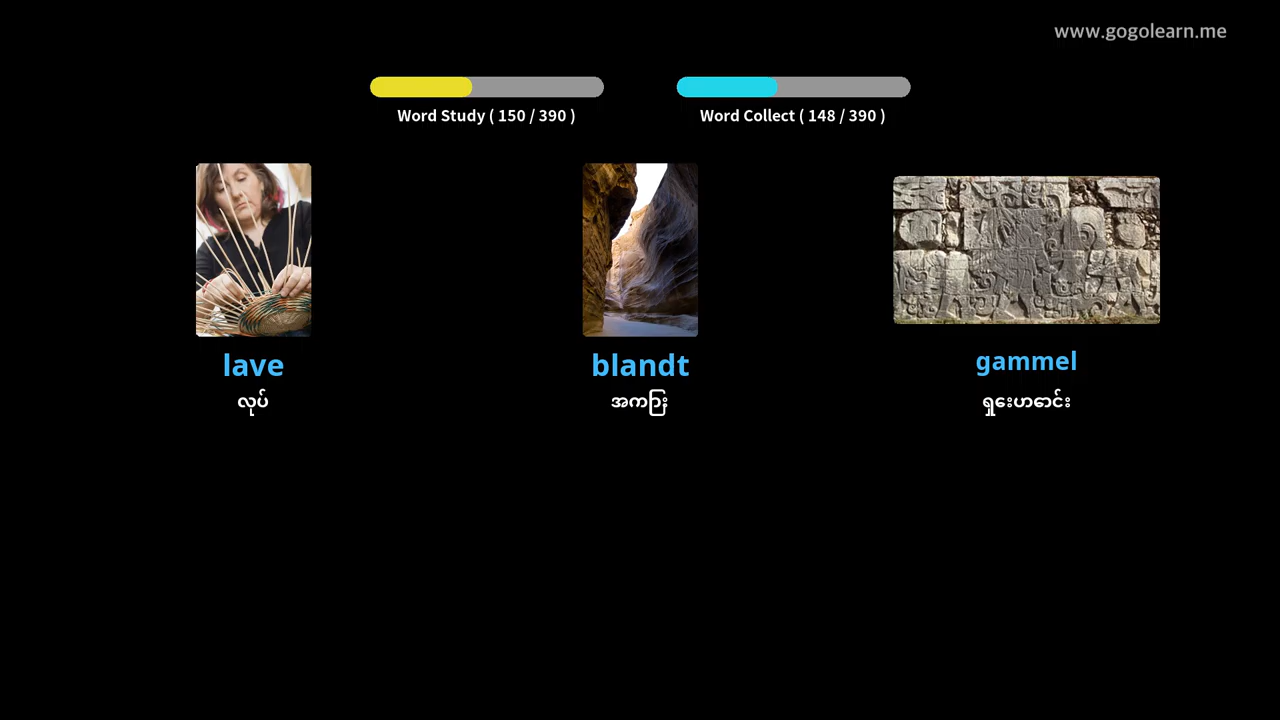 www.gogolearn.me
Word Study ( 150 / 390 )
Word Collect ( 148 / 390 )
lave
blandt
gammel
လုပ်
အကြား
ရှေးဟောင်း